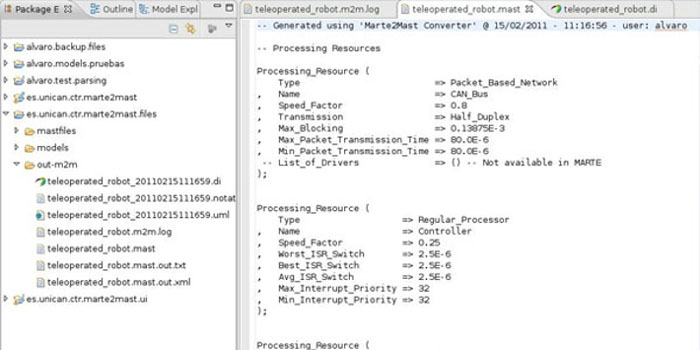 Package E
Outline
Model Expl
alvaro.backup.files
alvaro.models.pruebas
alvaro.test.parsing
es.unican.ctr.marte2mast
es.unican.ctr.marte2mast.files
mastfiles
models
out-m2m
teleoperated_robot_20110215111659.di
teleoperated_robot_20110215111659.notat
teleoperated_robot_20110215111659.uml
teleoperated_robot.m2m.log
teleoperated_robot.mast
teleoperated_robot.mast.out.txt
teleoperated_robot.mast.out.xml
es.unican.ctr.marte2mast.ui
teleoperated_robot.m2m.log
teleoperated_robot.mast
teleoperated_robot.di
-- Generated using 'Marte2Mast Converter' @ 15/02/2011 - 11:16:56 - user: alvaro
-- Processing Resources
Processing_Resource (
Type => Packet_Based_Network
, Name => CAN_Bus
, Speed_Factor => 0.8
, Transmission => Half_Duplex
, Max_Blocking => 0.13875E-3
, Max_Packet_Transmission_Time => 80.0E-6
, Min_Packet_Transmission_Time => 80.0E-6
-- List_of_Drivers => () -- Not available in MARTE
);
Processing_Resource (
Type => Regular_Processor
, Name => Controller
, Speed_Factor => 0.25
, Worst_ISR_Switch => 2.5E-6
, Best_ISR_Switch => 2.5E-6
, Avg_ISR_Switch => 2.5E-6
, Max_Interrupt_Priority => 32
, Min_Interrupt_Priority => 32
);
Processing_Resource (